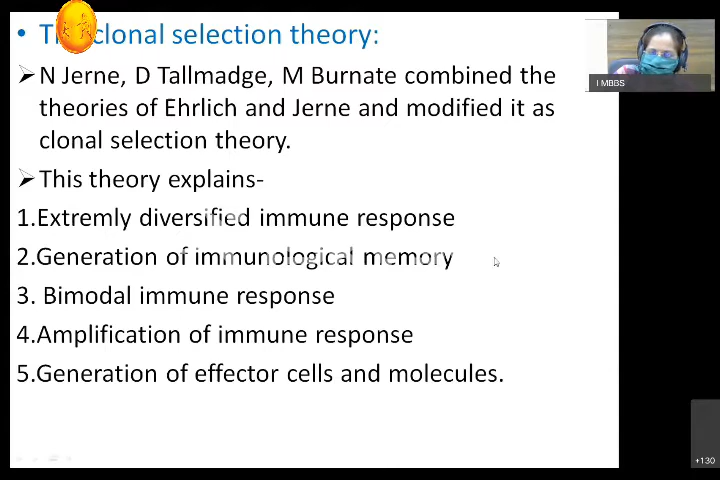 • The clonal selection theory:
➢N Jerne, D Tallmadge, M Burnate combined the
theories of Ehrlich and Jerne and modified it as
clonal selection theory.
➢This theory explains-
1.Extremly diversified immune response
2.Generation of immunological memory
3. Bimodal immune response
4.Amplification of immune response
5.Generation of effector cells and molecules.
I MBBS
+130